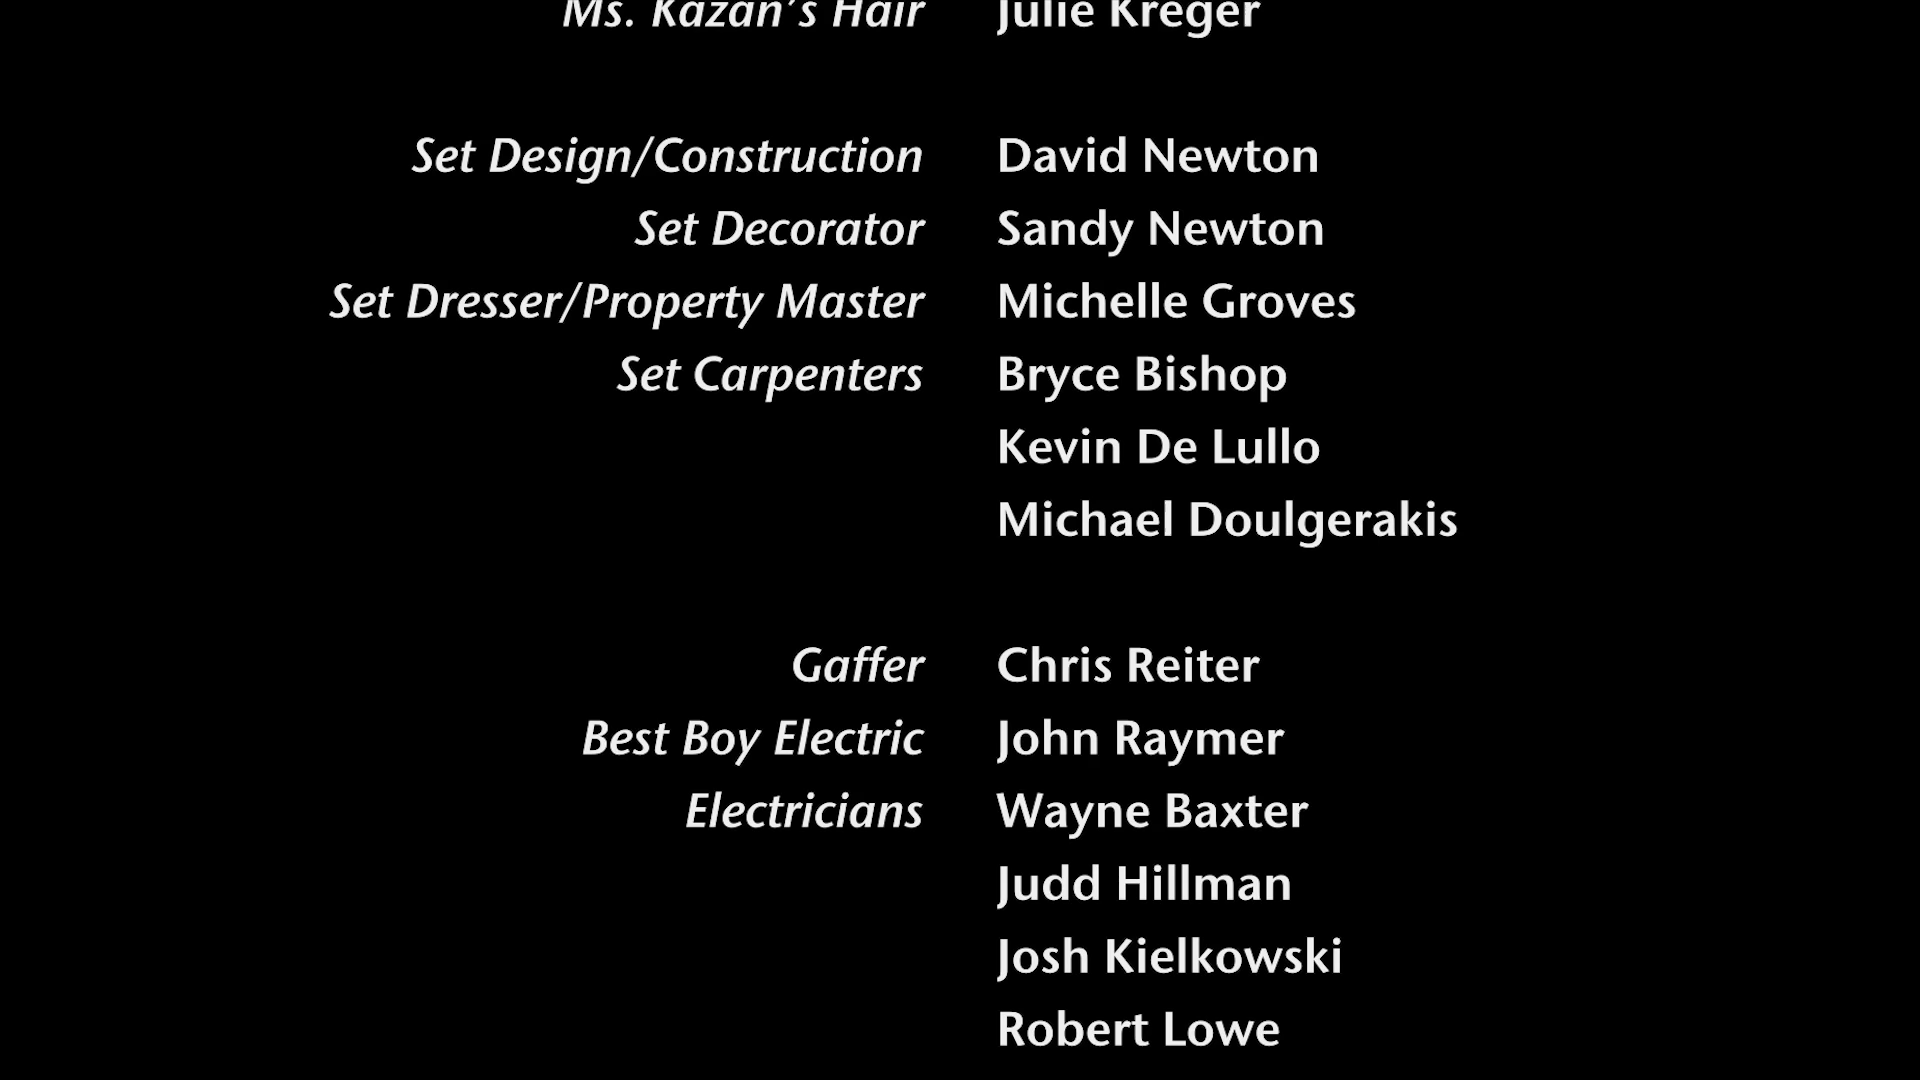 Ms. Kazan's Hair Julie Kreger
Set Design/Construction David Newton
Set Decorator Sandy Newton
Set Dresser/Property Master Michelle Groves
Set Carpenters Bryce Bishop
Kevin De Lullo
Michael Doulgerakis
Gaffer Chris Reiter
Best Boy Electric John Raymer
Electricians Wayne Baxter
Judd Hillman
Josh Kielkowski
Robert Lowe